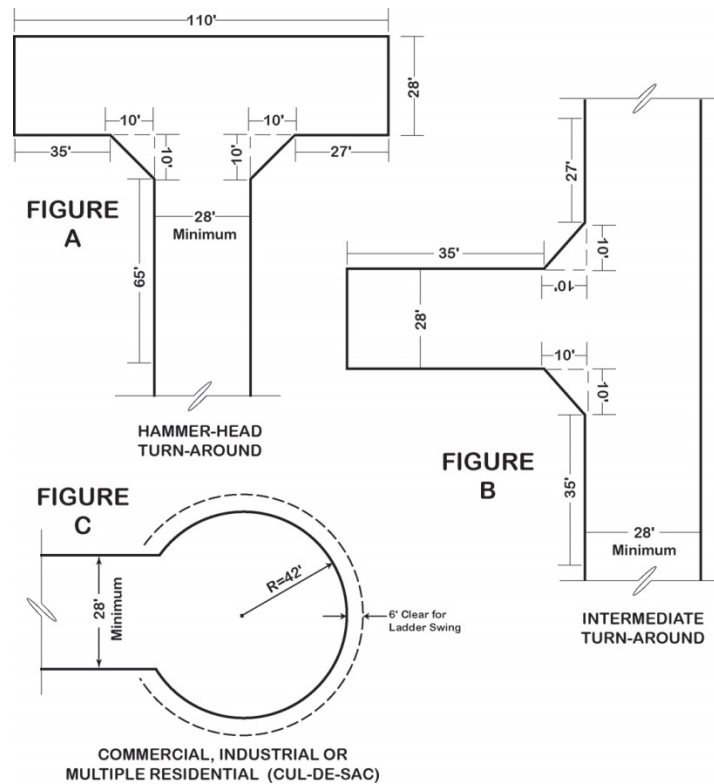 110'
28'
10'
10'
35'
10'
10'
27'
FIGURE
A
28'
Minimum
65'
HAMMER-HEAD
TURN-AROUND
27'
10'
10'
35'
28'
10'
10'
35'
FIGURE
B
28'
Minimum
INTERMEDIATE
TURN-AROUND
FIGURE
C
28'
Minimum
R=42'
6' Clear for
Ladder Swing
COMMERCIAL, INDUSTRIAL OR
MULTIPLE RESIDENTIAL (CUL-DE-SAC)